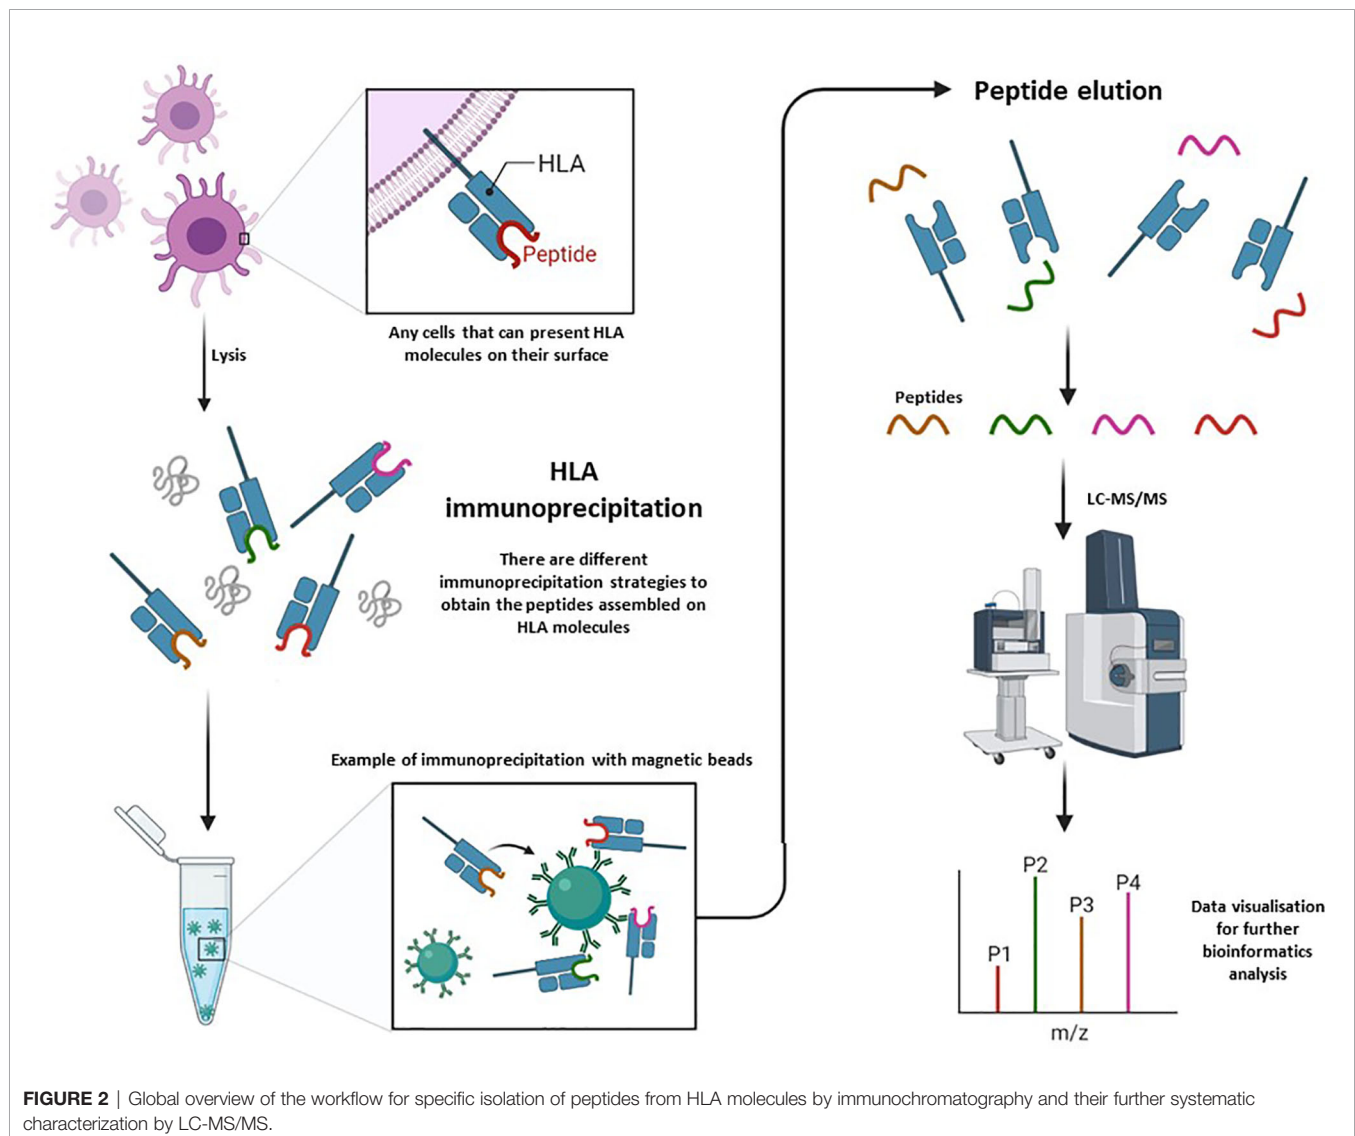 HLA
Peptide
Any cells that can present HLA
molecules on their surface
Lysis
HLA
immunoprecipitation
There are different
immunoprecipitation strategies to
obtain the peptides assembled on
HLA molecules
Example of immunoprecipitation with magnetic beads
Peptide elution
Peptides
LC-MS/MS
P1
P2
P3
P4
m/z
Data visualisation
for further
bioinformatics
analysis
FIGURE 2 | Global overview of the workflow for specific isolation of peptides from HLA molecules by immunochromatography and their further systematic
characterization by LC-MS/MS.